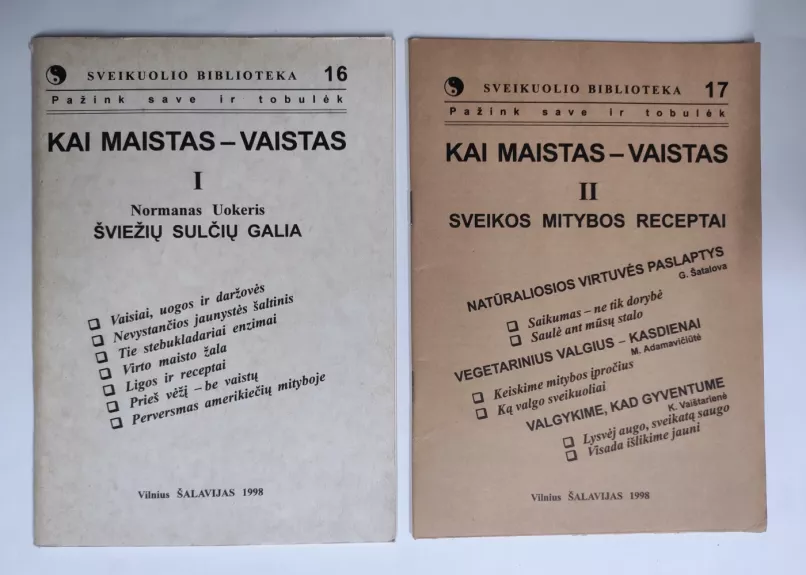 SVEIKUOLIO BIBLIOTEKA 16
Pažink save ir tobulėk
KAI MAISTAS – VAISTAS
I
Normanas Uokeris
ŠVIEŽIŲ SULČIŲ GALIA
Vaisiai, uogos ir daržovės
Nevystančios jaunystės šaltinis
Tie stebukladariai enzimai
Virto maisto žala
Ligos ir receptai
Prieš vėžį – be vaistų
Perversmas amerikiečių mityboje
Vilnius ŠALAVIJAS 1998
SVEIKUOLIO BIBLIOTEKA 17
Pažink save ir tobulėk
KAI MAISTAS – VAISTAS
II
SVEIKOS MITYBOS RECEPTAI
NATŪRALIOSIOS VIRTUVĖS PASLAPTYS
G. Šatalova
Saikumas – ne tik dorybė
Saulė ant mūsų stalo
VEGETARINIUS VALGIUS – KASDIENAI
M. Adamavičiūtė
Keiskime mitybos įpročius
Ką valgo sveikuoliai
VALGYKIME, KAD GYVENTUME
K. Vaištarienė
Lysvėj augo, sveikatą saugo
Visada išlikime jauni
Vilnius ŠALAVIJAS 1998